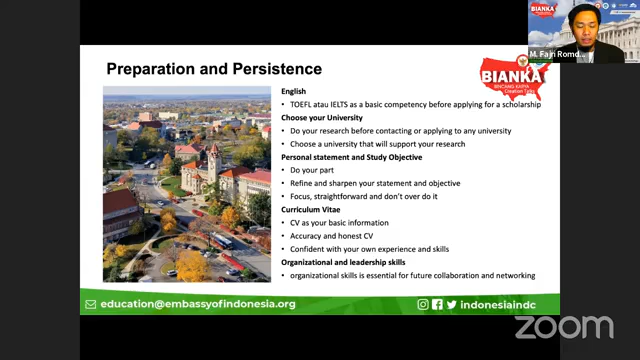 M. Fajri Romd...
Preparation and Persistence
BIANKA
BINCANG KARYA
English
• TOEFL atau IELTS as a basic competency before applying for a scholarship
Choose your University
• Do your research before contacting or applying to any university
• Choose a university that will support your research
Personal statement and Study Objective
• Do your part
• Refine and sharpen your statement and objective
• Focus, straightforward and don't over do it
Curriculum Vitae
• CV as your basic information
• Accuracy and honest CV
• Confident with your own experience and skills
Organizational and leadership skills
• organizational skills is essential for future collaboration and networking
education@embassyofindonesia.org
indonesiaindc
zoom